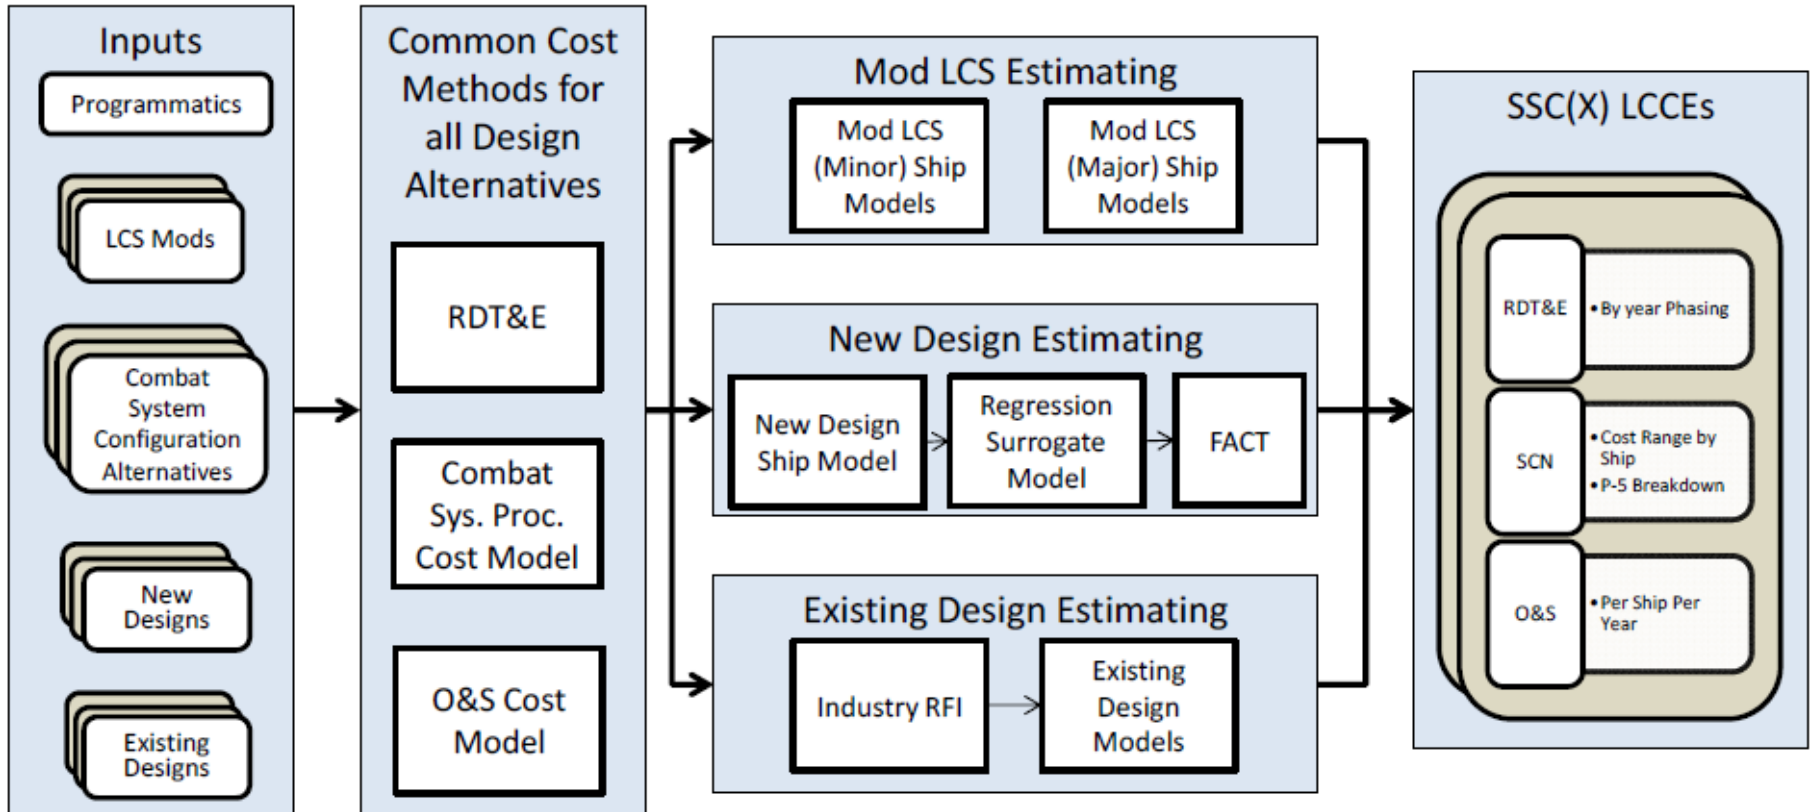 Inputs
Programmatics
LCS Mods
Combat
System
Configuration
Alternatives
New
Designs
Existing
Designs
Common Cost
Methods for
all Design
Alternatives
RDT&E
Combat
Sys. Proc.
Cost Model
O&S Cost
Model
Mod LCS Estimating
Mod LCS
(Minor) Ship
Models
Mod LCS
(Major) Ship
Models
New Design Estimating
New Design
Ship Model
Regression
Surrogate
Model
FACT
Existing Design Estimating
Industry RFI
Existing
Design
Models
SSC(X) LCCEs
RDT&E
•By year Phasing
SCN
•Cost Range by
Ship
•P-5 Breakdown
O&S
•Per Ship Per
Year